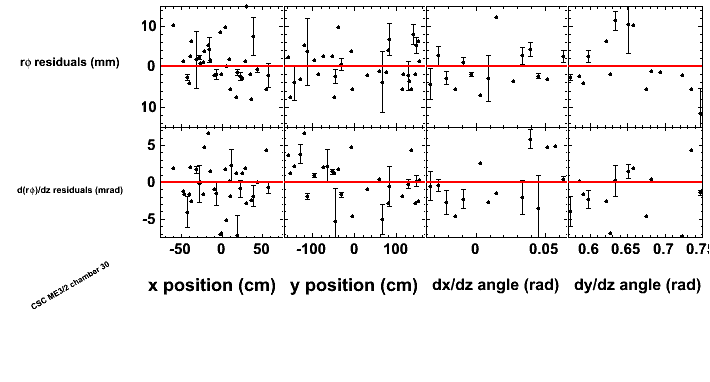 rϕ residuals (mm)
10
0
10
d(rϕ)/dz residuals (mrad)
5
0
-5
-50 0 50
-100 0 100
0 0.05
0.6 0.65 0.7 0.75
x position (cm) y position (cm) dx/dz angle (rad) dy/dz angle (rad)
CSC ME3/2 chamber 30